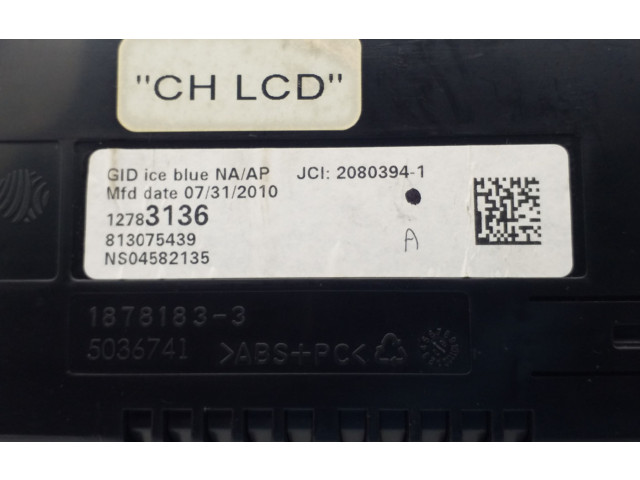 "CH LCD"
GID ice blue NA/AP JCI: 2080394-1
Mfd date 07/31/2010
12783136
813075439
A
NS04582135
1878183-3
5036741 >ABS+PC<